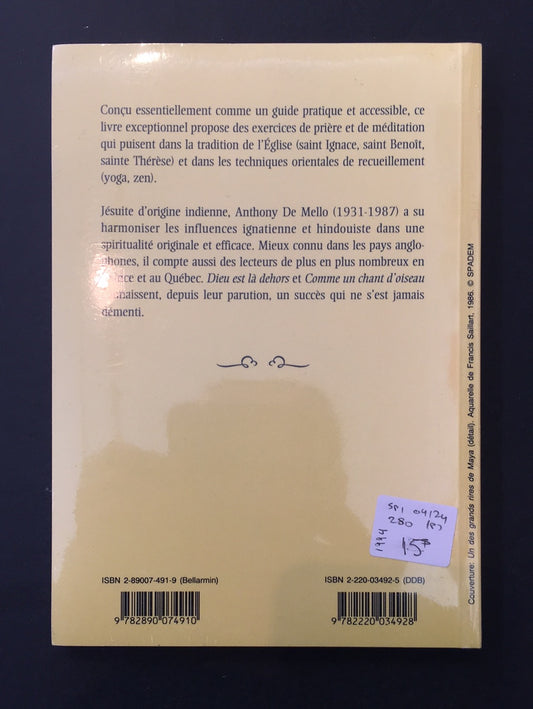 Conçu essentiellement comme un guide pratique et accessible, ce
livre exceptionnel propose des exercices de prière et de méditation
qui puisent dans la tradition de l'Église (saint Ignace, saint Benoît,
sainte Thérèse) et dans les techniques orientales de recueillement
(yoga, zen).
Jésuite d'origine indienne, Anthony De Mello (1931-1987) a su
harmoniser les influences ignatienne et hindouiste dans une
spiritualité originale et efficace. Mieux connu dans les pays anglo-
phones, il compte aussi des lecteurs de plus en plus nombreux en
France et au Québec. Dieu est là dehors et Comme un chant d'oiseau
connaissent, depuis leur parution, un succès qui ne s'est jamais
démenti.
Couverture: Un des grands rires de Maya (détail). Aquarelle de Francis Saillart, 1986. © SPADEM
SP1 04124
280
1994
15
ISBN 2-89007-491-9 (Bellarmin)
9 782890 074910
ISBN 2-220-03492-5 (DDB)
9 782220 034928